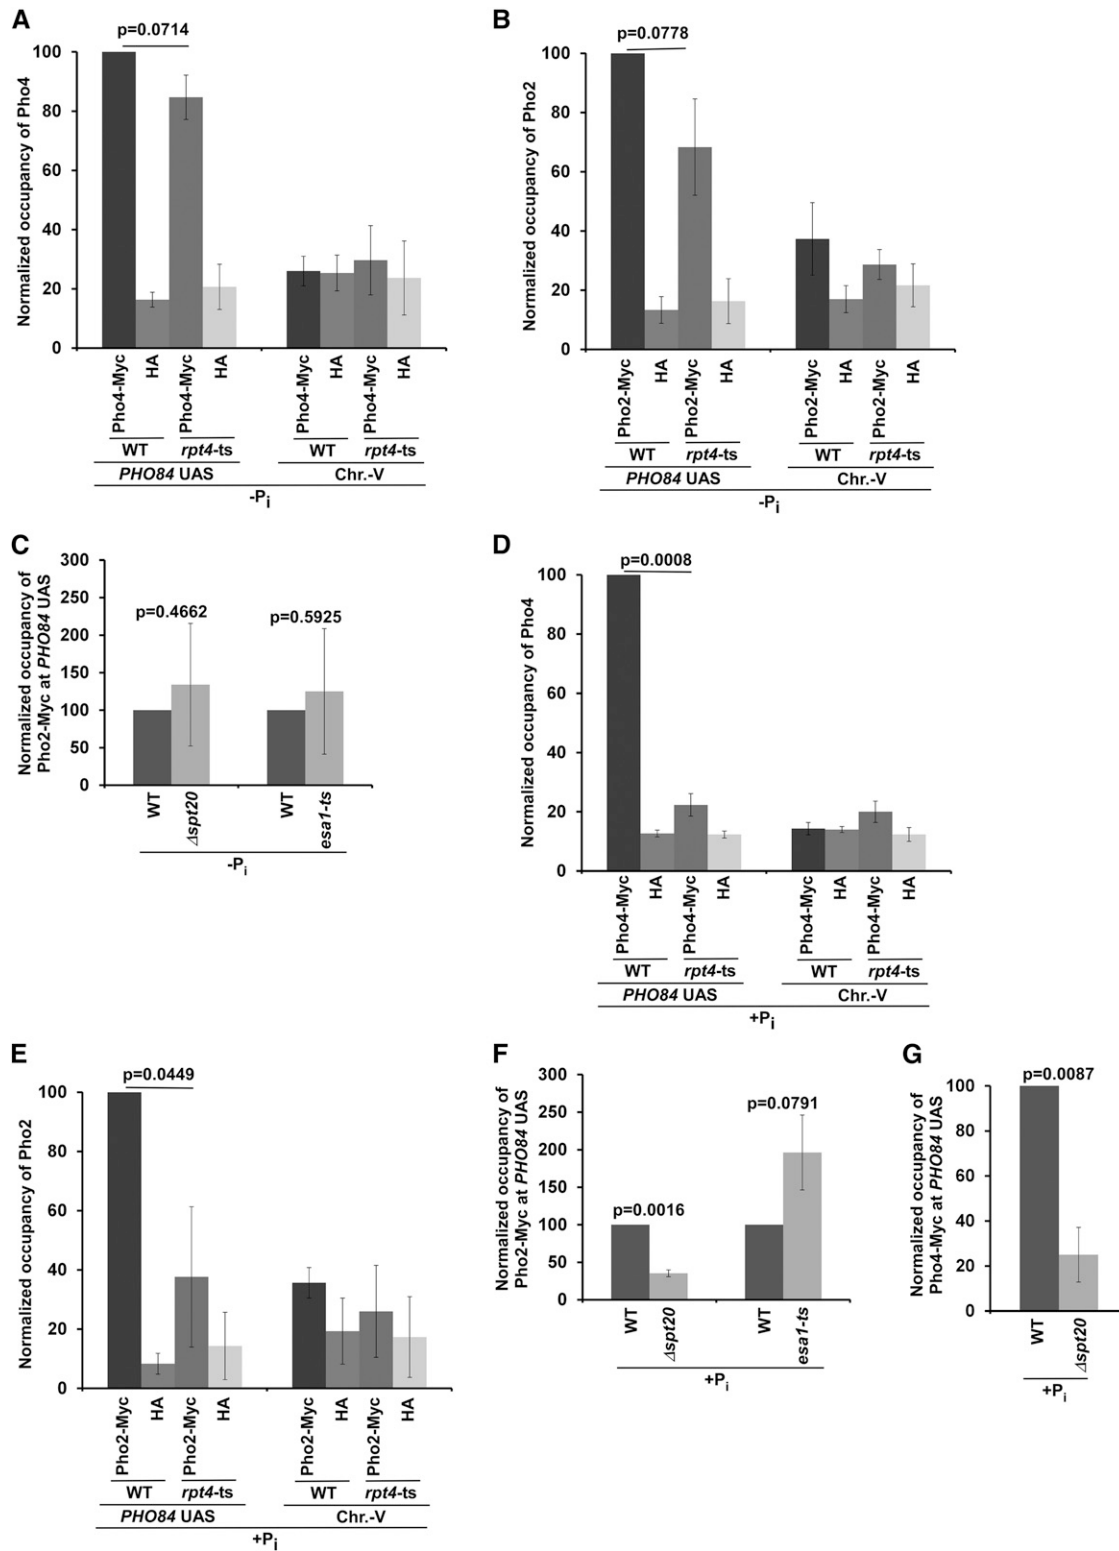 A
p=0.0714
Normalized occupancy of Pho4
100
80
60
40
20
0
Pho4-Myc
HA
Pho4-Myc
HA
Pho4-Myc
HA
Pho4-Myc
HA
WT
rpt4-ts
WT
rpt4-ts
PHO84 UAS
Chr.-V
-Pi
B
p=0.0778
Normalized occupancy of Pho2
100
80
60
40
20
0
Pho2-Myc
HA
Pho2-Myc
HA
Pho2-Myc
HA
Pho2-Myc
HA
WT
rpt4-ts
WT
rpt4-ts
PHO84 UAS
Chr.-V
-Pi
C
Normalized occupancy of
Pho2-Myc at PHO84 UAS
300
250
200
150
100
50
0
p=0.4662
p=0.5925
WT
Δspt20
WT
esa1-ts
-Pi
D
p=0.0008
Normalized occupancy of Pho4
100
80
60
40
20
0
Pho4-Myc
HA
Pho4-Myc
HA
Pho4-Myc
HA
Pho4-Myc
HA
WT
rpt4-ts
WT
rpt4-ts
PHO84 UAS
Chr.-V
+Pi
E
p=0.0449
Normalized occupancy of Pho2
100
80
60
40
20
0
Pho2-Myc
HA
Pho2-Myc
HA
Pho2-Myc
HA
Pho2-Myc
HA
WT
rpt4-ts
WT
rpt4-ts
PHO84 UAS
Chr.-V
+Pi
F
Normalized occupancy of
Pho2-Myc at PHO84 UAS
300
250
200
150
100
50
0
p=0.0016
p=0.0791
WT
Δspt20
WT
esa1-ts
+Pi
G
p=0.0087
Normalized occupancy of
Pho4-Myc at PHO84 UAS
100
80
60
40
20
0
WT
Δspt20
+Pi